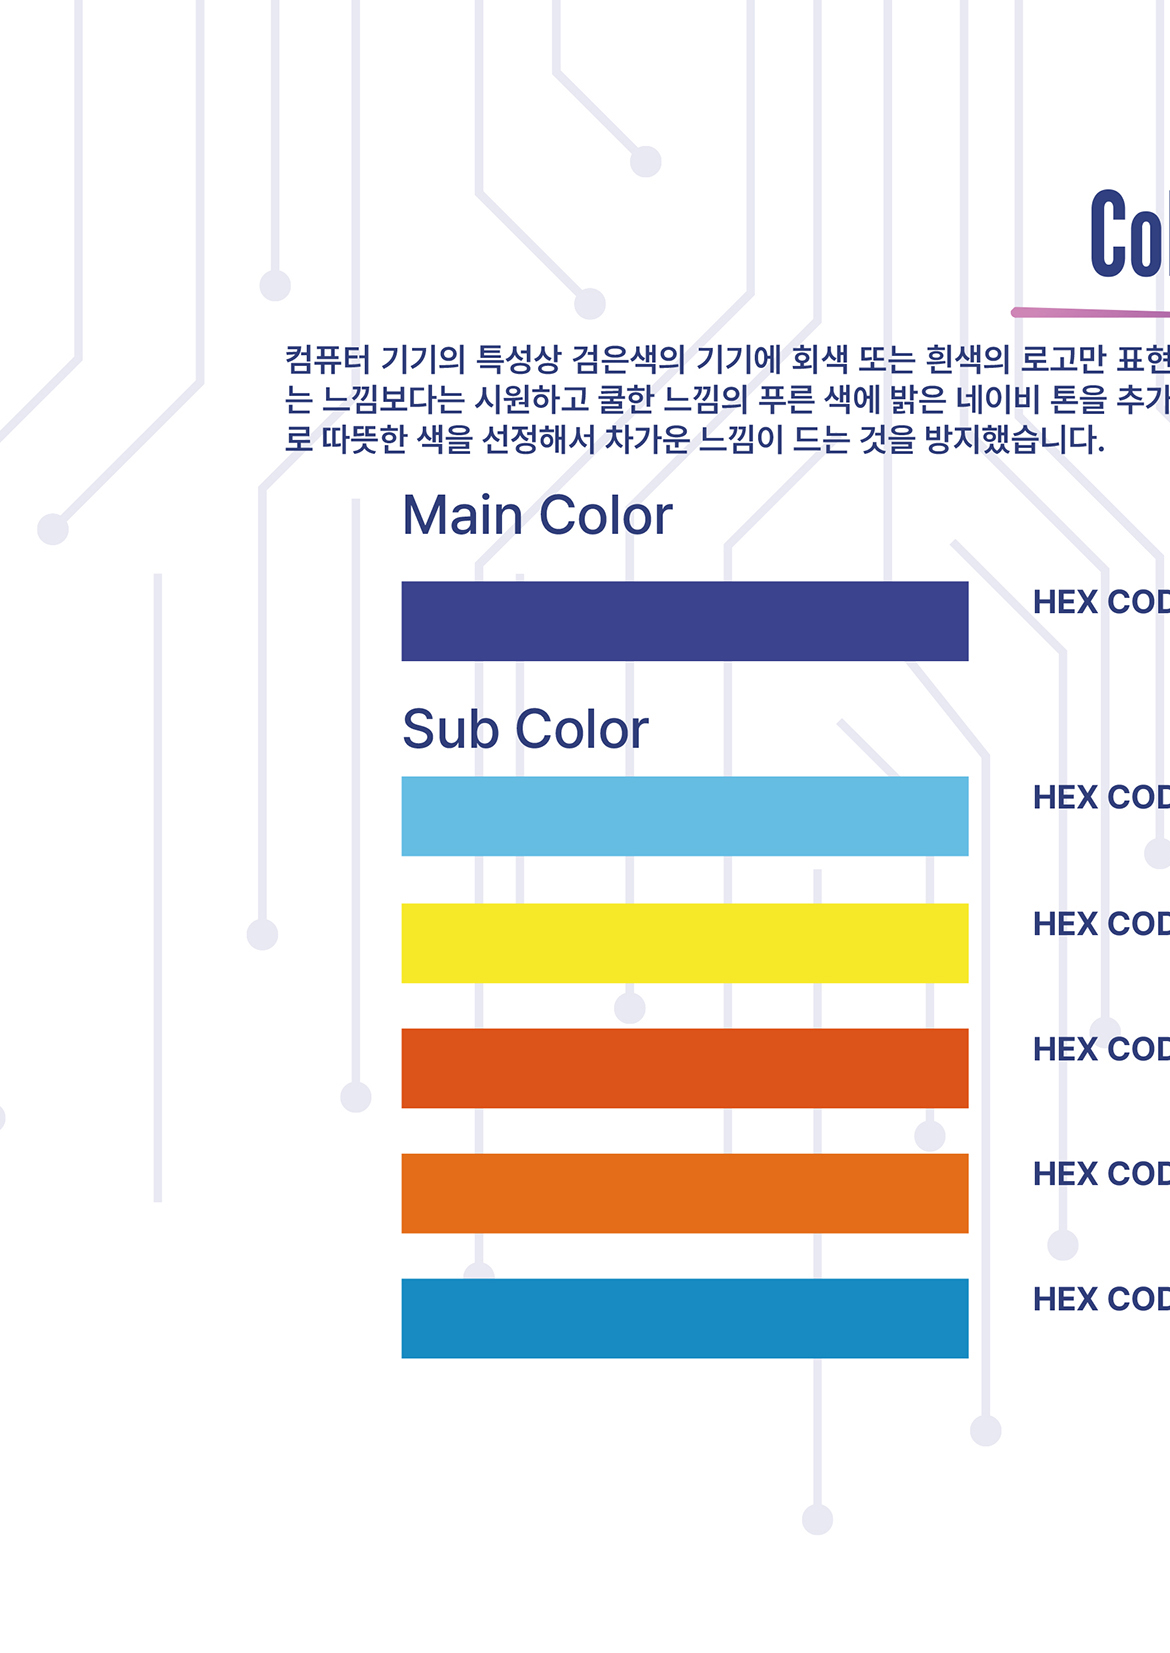 Col
컴퓨터 기기의 특성상 검은색의 기기에 회색 또는 흰색의 로고만 표현
는 느낌보다는 시원하고 쿨한 느낌의 푸른 색에 밝은 네이비 톤을 추가
로 따뜻한 색을 선정해서 차가운 느낌이 드는 것을 방지했습니다.
Main Color
HEX COD
Sub Color
HEX COD
HEX COD
HEX COD
HEX COD
HEX COD